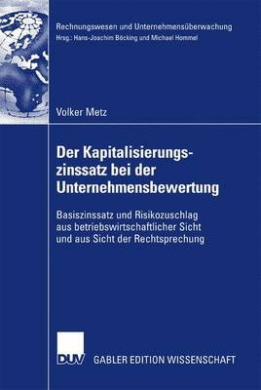 Rechnungswesen und Unternehmensüberwachung
Hrsg.: Hans-Joachim Böcking und Michael Hommel
Volker Metz
Der Kapitalisierungs-
zinssatz bei der
Unternehmensbewertung
Basiszinssatz und Risikozuschlag
aus betriebswirtschaftlicher Sicht
und aus Sicht der Rechtsprechung
DUV
GABLER EDITION WISSENSCHAFT